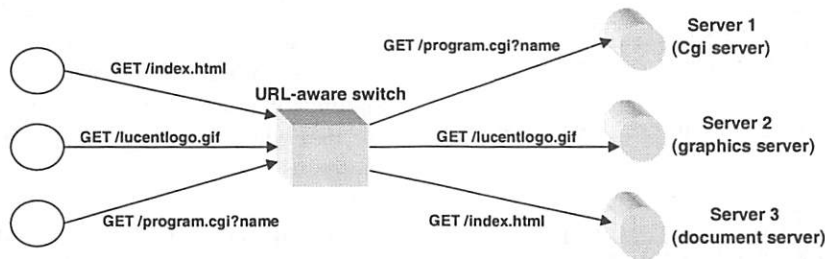 Server 1
(Cgi server)
GET /program.cgi?name
GET /index.html
URL-aware switch
GET /lucentlogo.gif
GET /lucentlogo.gif
Server 2
(graphics server)
GET /program.cgi?name
GET /index.html
Server 3
(document server)